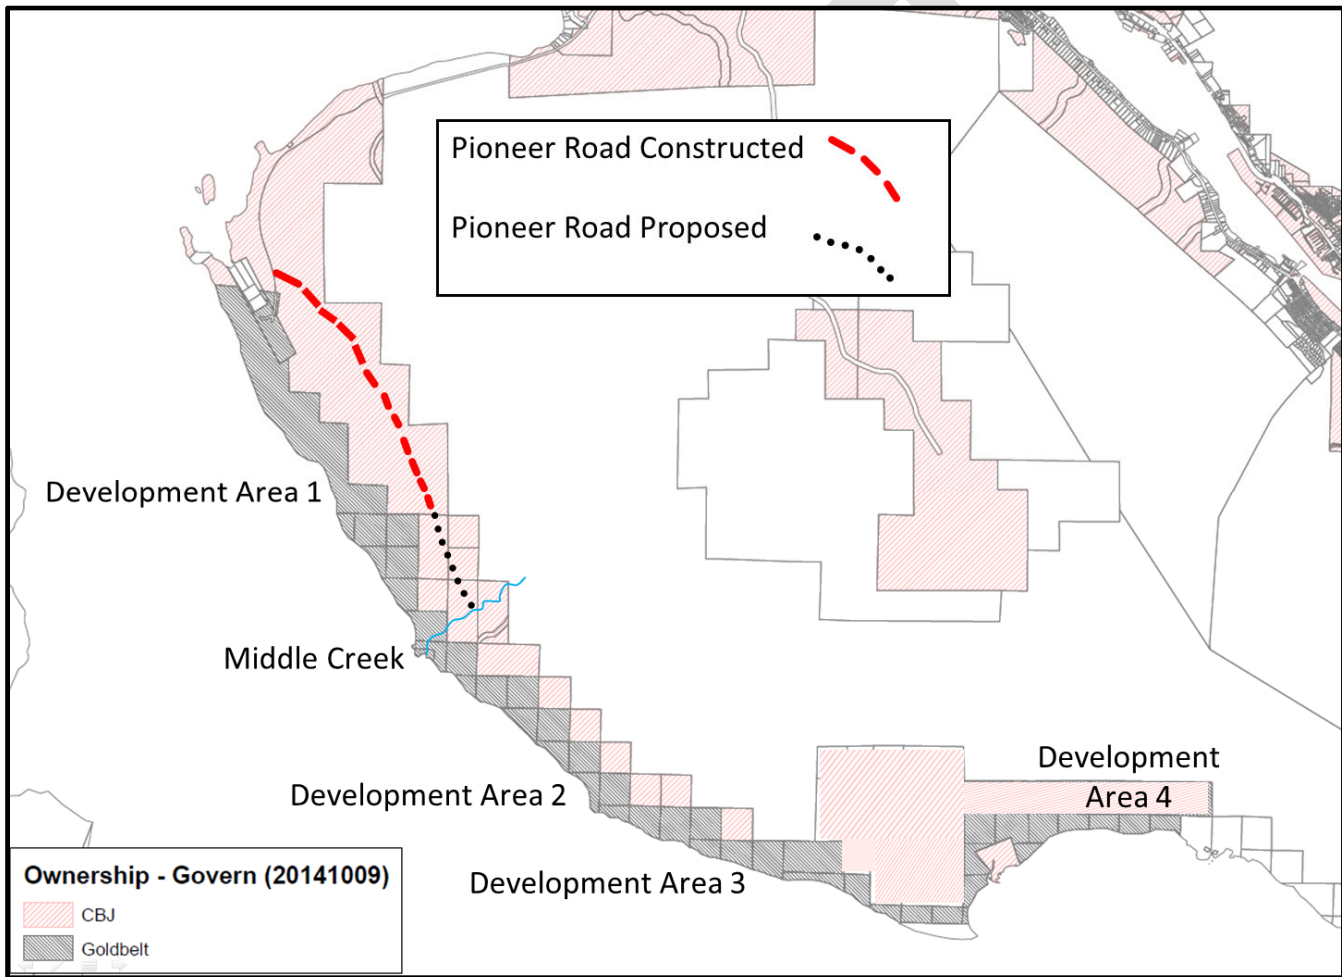 Pioneer Road Constructed
Pioneer Road Proposed
Development Area 1
Middle Creek
Development Area 2
Development
Area 4
Development Area 3
Ownership - Govern (20141009)
CBJ
Goldbelt